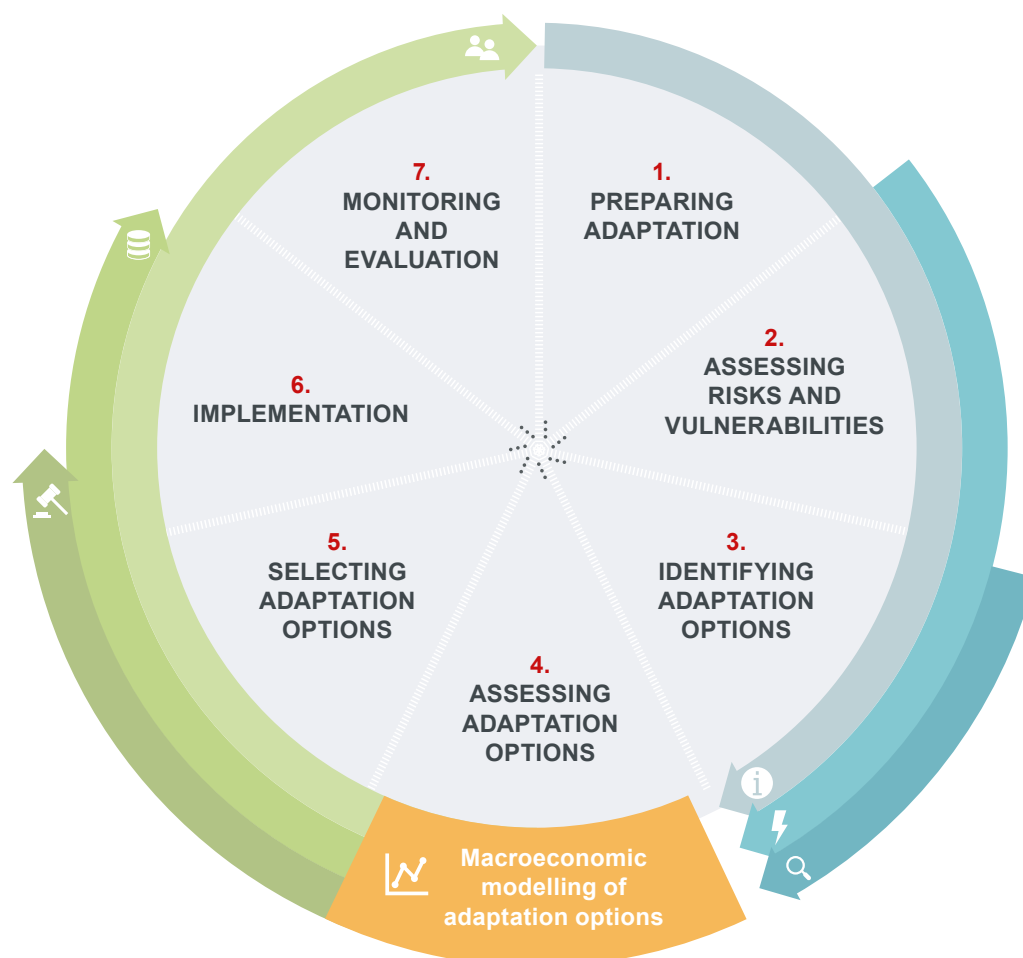 1.
PREPARING
ADAPTATION
2.
ASSESSING
RISKS AND
VULNERABILITIES
3.
IDENTIFYING
ADAPTATION
OPTIONS
4.
ASSESSING
ADAPTATION
OPTIONS
5.
SELECTING
ADAPTATION
OPTIONS
6.
IMPLEMENTATION
7.
MONITORING
AND
EVALUATION
Macroeconomic
modelling of
adaptation options